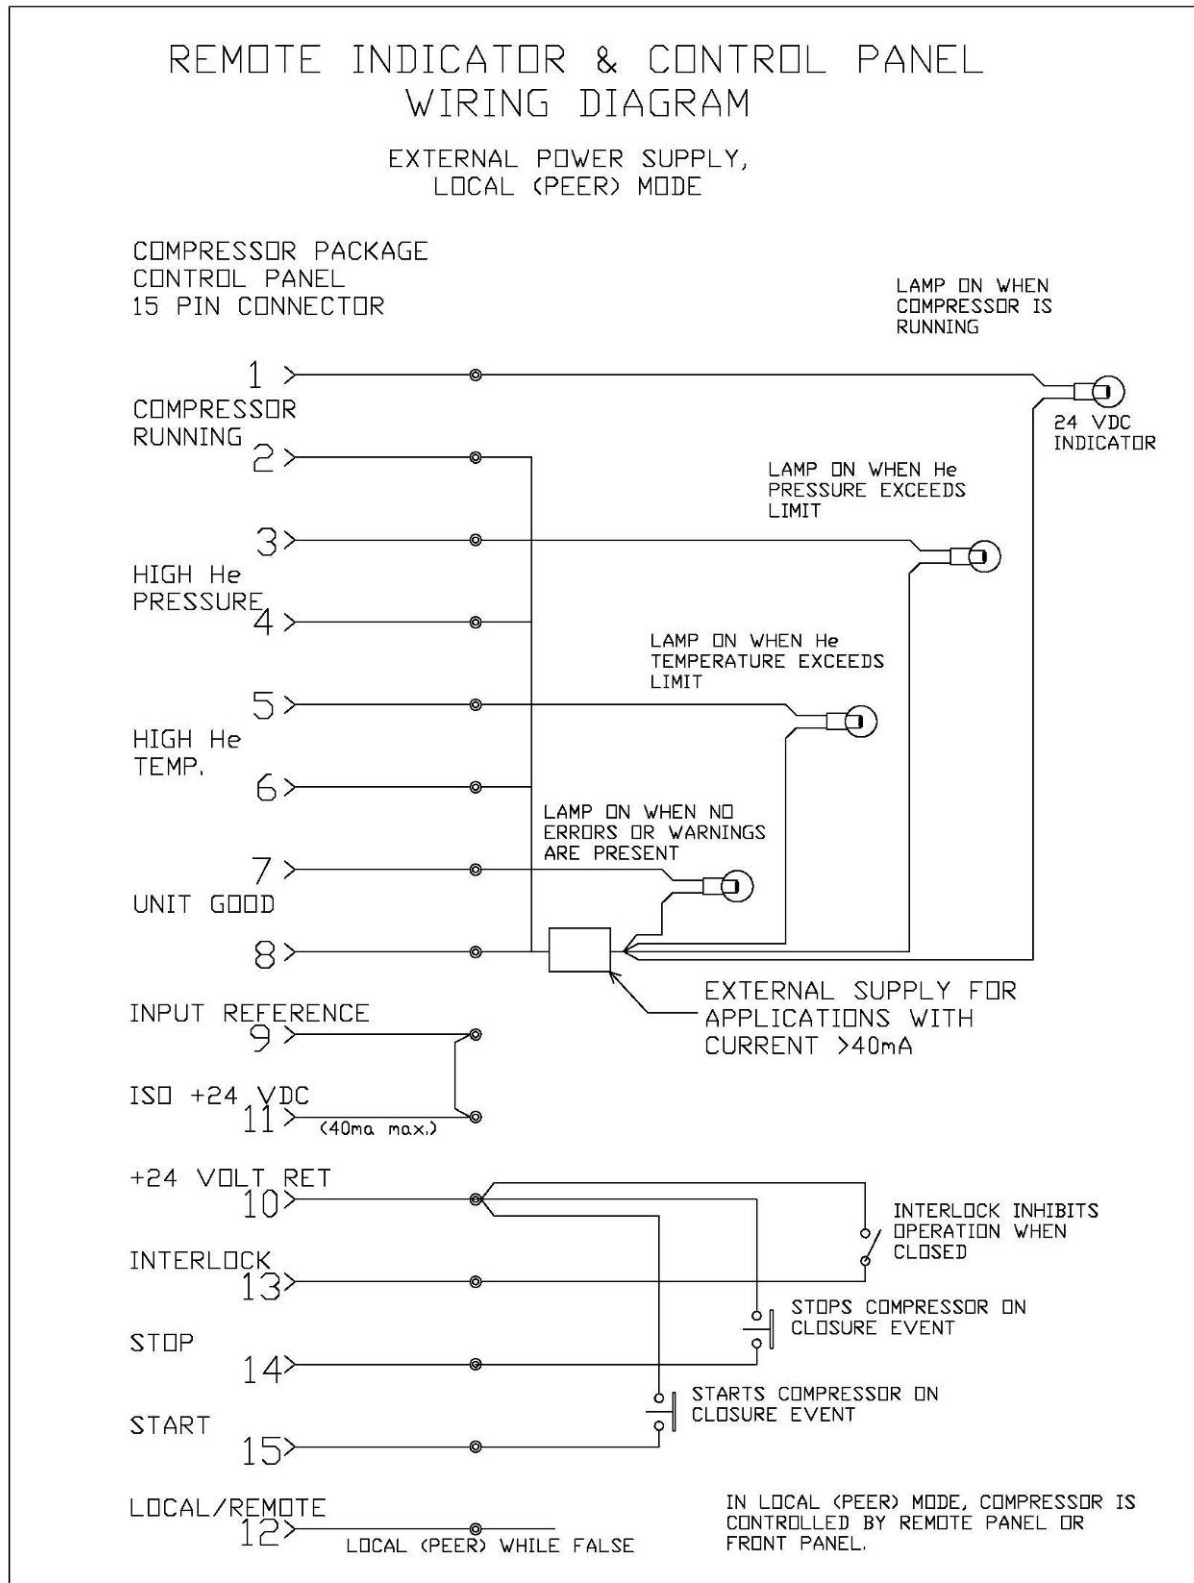 REMOTE INDICATOR & CONTROL PANEL
WIRING DIAGRAM
EXTERNAL POWER SUPPLY,
LOCAL (PEER) MODE
COMPRESSOR PACKAGE
CONTROL PANEL
15 PIN CONNECTOR
LAMP ON WHEN
COMPRESSOR IS
RUNNING
1
COMPRESSOR
RUNNING
24 VDC
INDICATOR
2
LAMP ON WHEN He
PRESSURE EXCEEDS
LIMIT
3
HIGH He
PRESSURE
4
LAMP ON WHEN He
TEMPERATURE EXCEEDS
LIMIT
5
HIGH He
TEMP.
6
LAMP ON WHEN NO
ERRORS OR WARNINGS
ARE PRESENT
7
UNIT GOOD
8
EXTERNAL SUPPLY FOR
APPLICATIONS WITH
CURRENT >40mA
INPUT REFERENCE
9
ISO +24 VDC
11
(40ma max.)
+24 VOLT RET
10
INTERLOCK INHIBITS
OPERATION WHEN
CLOSED
INTERLOCK
13
STOPS COMPRESSOR ON
CLOSURE EVENT
STOP
14
STARTS COMPRESSOR ON
CLOSURE EVENT
START
15
LOCAL/REMOTE
12
LOCAL (PEER) WHILE FALSE
IN LOCAL (PEER) MODE, COMPRESSOR IS
CONTROLLED BY REMOTE PANEL OR
FRONT PANEL.